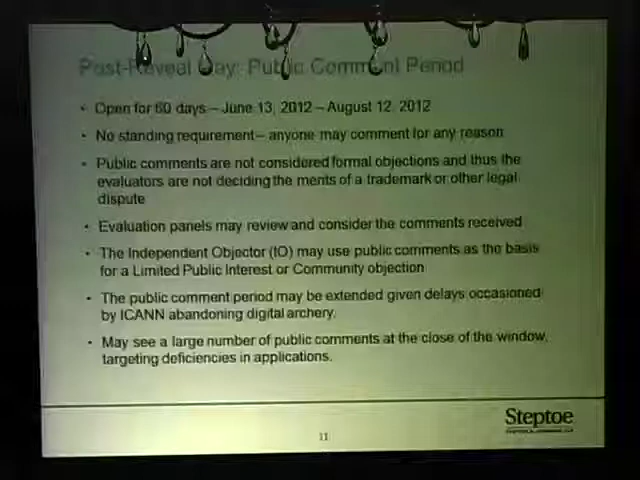 Post-Reveal Day: Public Comment Period
• Open for 60 days – June 13, 2012 – August 12, 2012
• No standing requirement – anyone may comment for any reason
• Public comments are not considered formal objections and thus the
evaluators are not deciding the merits of a trademark or other legal
dispute
• Evaluation panels may review and consider the comments received
• The Independent Objector (IO) may use public comments as the basis
for a Limited Public Interest or Community objection
• The public comment period may be extended given delays occasioned
by ICANN abandoning digital archery.
• May see a large number of public comments at the close of the window,
targeting deficiencies in applications.
11
Steptoe